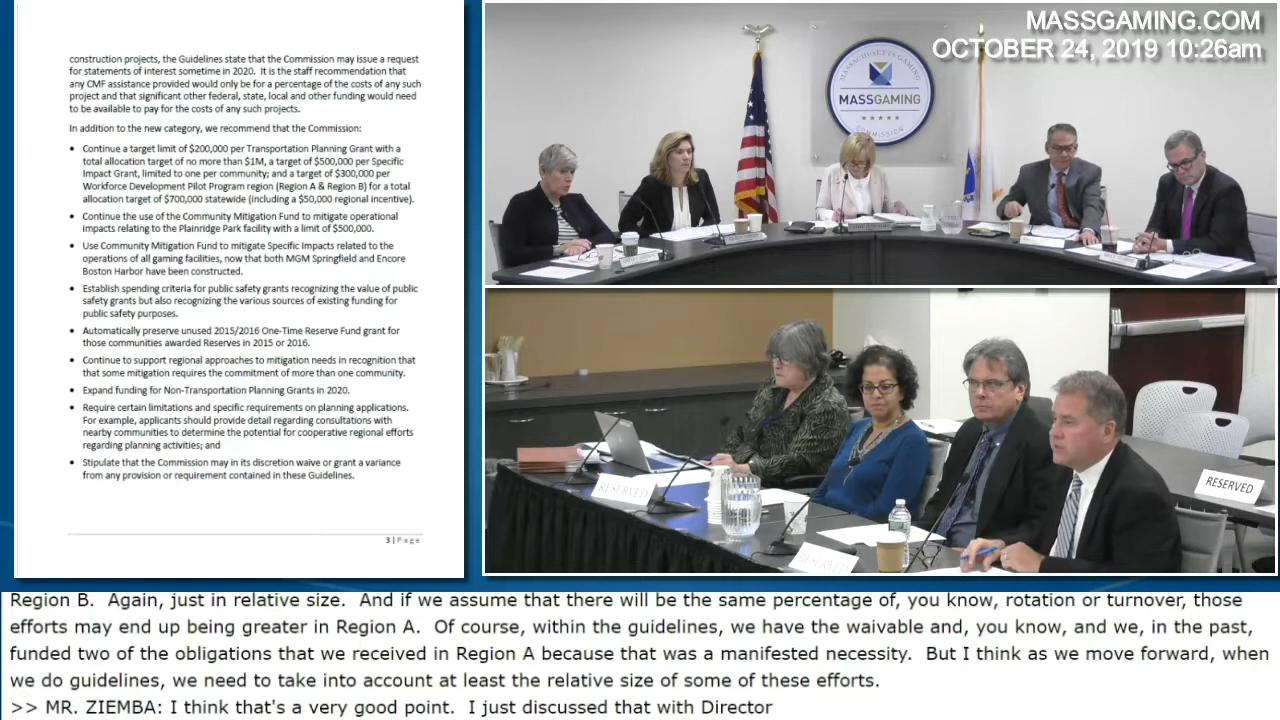 construction projects, the Guidelines state that the Commission may issue a request
for statements of interest sometime in 2020.  It is the staff recommendation that
any CMF assistance provided would only be for a percentage of the costs of any such
project and that significant other federal, state, local and other funding would need
to be available to pay for the costs of any such projects.
In addition to the new category, we recommend that the Commission:
• Continue a target limit of $200,000 per Transportation Planning Grant with a
total allocation target of no more than $1M, a target of $500,000 per Specific
Impact Grant, limited to one per community; and a target of $300,000 per
Workforce Development Pilot Program region (Region A & Region B) for a total
allocation target of $700,000 statewide (including a $50,000 regional incentive).
• Continue the use of the Community Mitigation Fund to mitigate operational
impacts relating to the Plainridge Park facility with a limit of $500,000.
• Use Community Mitigation Fund to mitigate Specific Impacts related to the
operations of all gaming facilities, now that both MGM Springfield and Encore
Boston Harbor have been constructed.
• Establish spending criteria for public safety grants recognizing the value of public
safety grants but also recognizing the various sources of existing funding for
public safety purposes.
• Automatically preserve unused 2015/2016 One-Time Reserve Fund grant for
those communities awarded Reserves in 2015 or 2016.
• Continue to support regional approaches to mitigation needs in recognition that
that some mitigation requires the commitment of more than one community.
• Expand funding for Non-Transportation Planning Grants in 2020.
• Require certain limitations and specific requirements on planning applications.
For example, applicants should provide detail regarding consultations with
nearby communities to determine the potential for cooperative regional efforts
regarding planning activities; and
• Stipulate that the Commission may in its discretion waive or grant a variance
from any provision or requirement contained in these Guidelines.
3 | Page
MASSGAMING.COM
OCTOBER 24, 2019 10:26am
MASSACHUSETTS GAMING
MASSGAMING
COMMISSION
RESERVED
RESERVED
RESERVED
Region B.  Again, just in relative size.  And if we assume that there will be the same percentage of, you know, rotation or turnover, those
efforts may end up being greater in Region A.  Of course, within the guidelines, we have the waivable and, you know, and we, in the past,
funded two of the obligations that we received in Region A because that was a manifested necessity.  But I think as we move forward, when
we do guidelines, we need to take into account at least the relative size of some of these efforts.
>> MR. ZIEMBA: I think that's a very good point.  I just discussed that with Director